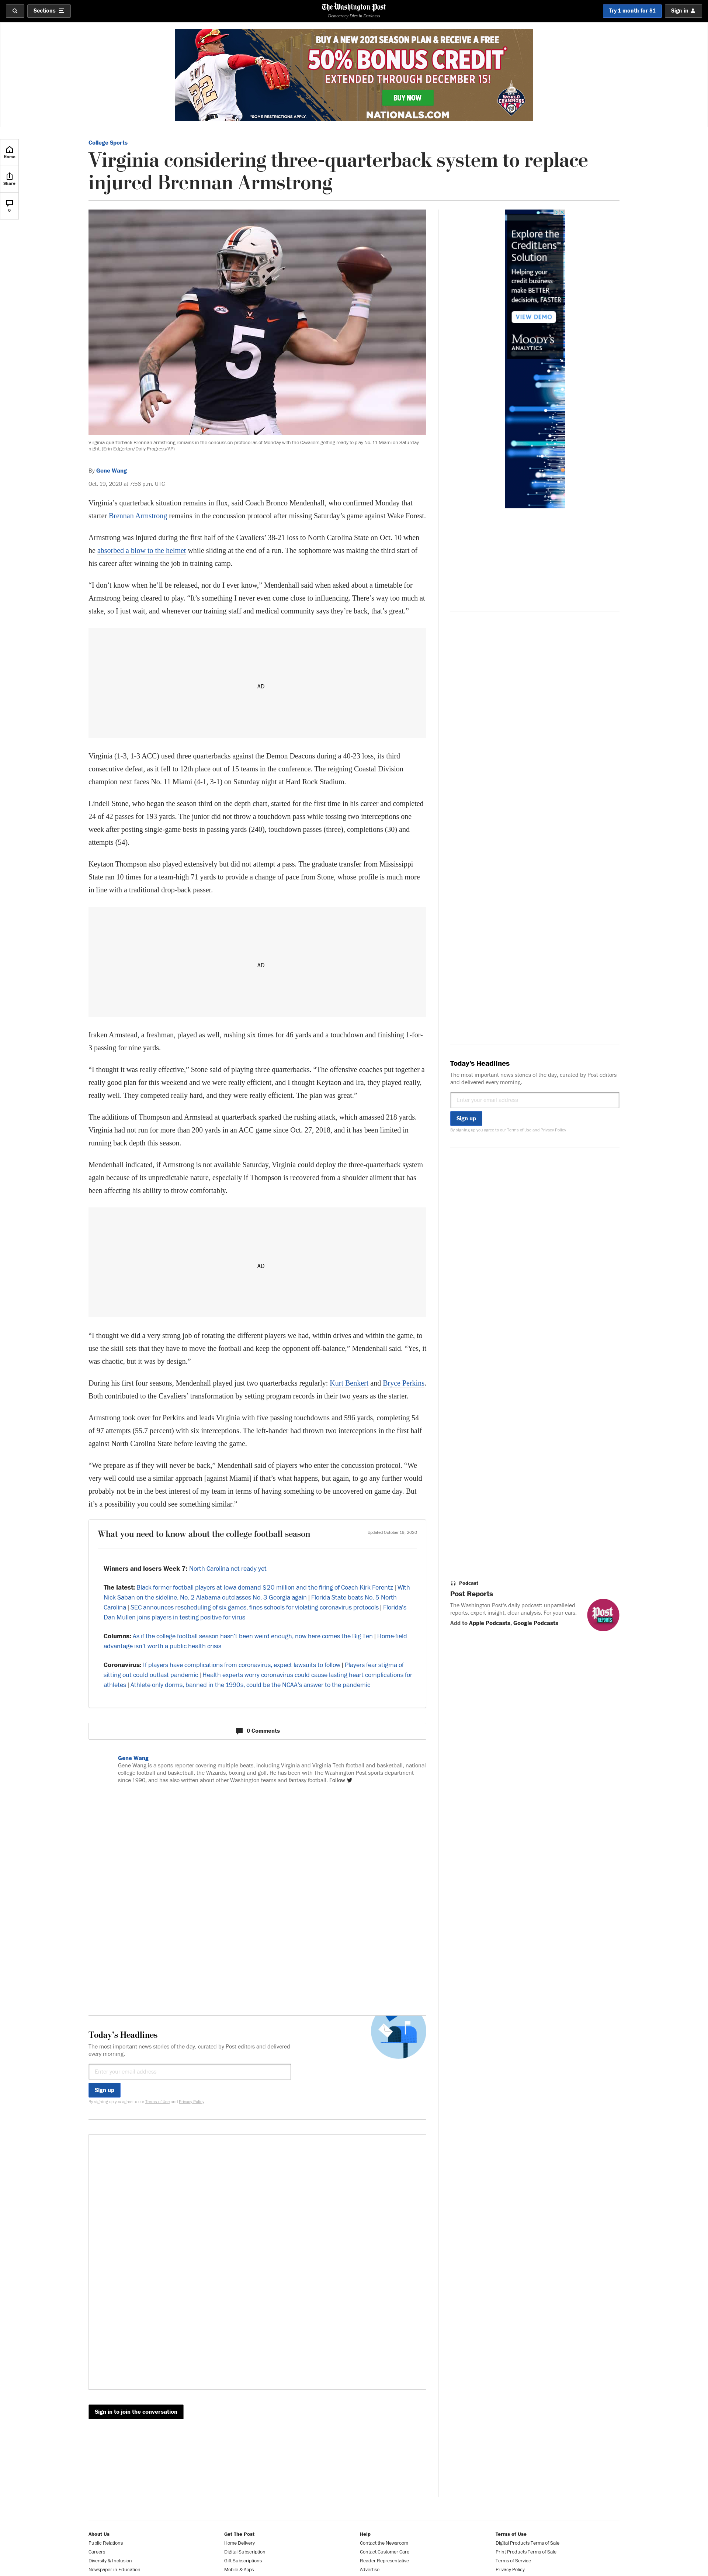 Sections
The Washington Post
Democracy Dies in Darkness
Try 1 month for $1
Sign in
BUY A NEW 2021 SEASON PLAN & RECEIVE A FREE
50% BONUS CREDIT*
EXTENDED THROUGH DECEMBER 15!
BUY NOW
*SOME RESTRICTIONS APPLY.
NATIONALS.COM
WORLD
CHAMPIONS
Home
Share
0
College Sports
Virginia considering three-quarterback system to replace
injured Brennan Armstrong
Explore the
CreditLens™
Solution
Helping your
credit business
make BETTER
decisions, FASTER
VIEW DEMO
MOODY'S
ANALYTICS
Virginia quarterback Brennan Armstrong remains in the concussion protocol as of Monday with the Cavaliers getting ready to play No. 11 Miami on Saturday
night. (Erin Edgerton/Daily Progress/AP)
By Gene Wang
Oct. 19, 2020 at 7:56 p.m. UTC
Virginia’s quarterback situation remains in flux, said Coach Bronco Mendenhall, who confirmed Monday that
starter Brennan Armstrong remains in the concussion protocol after missing Saturday’s game against Wake Forest.
Armstrong was injured during the first half of the Cavaliers’ 38-21 loss to North Carolina State on Oct. 10 when
he absorbed a blow to the helmet while sliding at the end of a run. The sophomore was making the third start of
his career after winning the job in training camp.
“I don’t know when he’ll be released, nor do I ever know,” Mendenhall said when asked about a timetable for
Armstrong being cleared to play. “It’s something I never even come close to influencing. There’s way too much at
stake, so I just wait, and whenever our training staff and medical community says they’re back, that’s great.”
AD
Virginia (1-3, 1-3 ACC) used three quarterbacks against the Demon Deacons during a 40-23 loss, its third
consecutive defeat, as it fell to 12th place out of 15 teams in the conference. The reigning Coastal Division
champion next faces No. 11 Miami (4-1, 3-1) on Saturday night at Hard Rock Stadium.
Lindell Stone, who began the season third on the depth chart, started for the first time in his career and completed
24 of 42 passes for 193 yards. The junior did not throw a touchdown pass while tossing two interceptions one
week after posting single-game bests in passing yards (240), touchdown passes (three), completions (30) and
attempts (54).
Keytaon Thompson also played extensively but did not attempt a pass. The graduate transfer from Mississippi
State ran 10 times for a team-high 71 yards to provide a change of pace from Stone, whose profile is much more
in line with a traditional drop-back passer.
AD
Iraken Armstead, a freshman, played as well, rushing six times for 46 yards and a touchdown and finishing 1-for-
3 passing for nine yards.
“I thought it was really effective,” Stone said of playing three quarterbacks. “The offensive coaches put together a
really good plan for this weekend and we were really efficient, and I thought Keytaon and Ira, they played really,
really well. They competed really hard, and they were really efficient. The plan was great.”
The additions of Thompson and Armstead at quarterback sparked the rushing attack, which amassed 218 yards.
Virginia had not run for more than 200 yards in an ACC game since Oct. 27, 2018, and it has been limited in
running back depth this season.
Mendenhall indicated, if Armstrong is not available Saturday, Virginia could deploy the three-quarterback system
again because of its unpredictable nature, especially if Thompson is recovered from a shoulder ailment that has
been affecting his ability to throw comfortably.
AD
“I thought we did a very strong job of rotating the different players we had, within drives and within the game, to
use the skill sets that they have to move the football and keep the opponent off-balance,” Mendenhall said. “Yes, it
was chaotic, but it was by design.”
During his first four seasons, Mendenhall played just two quarterbacks regularly: Kurt Benkert and Bryce Perkins.
Both contributed to the Cavaliers’ transformation by setting program records in their two years as the starter.
Armstrong took over for Perkins and leads Virginia with five passing touchdowns and 596 yards, completing 54
of 97 attempts (55.7 percent) with six interceptions. The left-hander had thrown two interceptions in the first half
against North Carolina State before leaving the game.
“We prepare as if they will never be back,” Mendenhall said of players who enter the concussion protocol. “We
very well could use a similar approach [against Miami] if that’s what happens, but again, to go any further would
probably not be in the best interest of my team in terms of having something to be uncovered on game day. But
it’s a possibility you could see something similar.”
What you need to know about the college football season
Updated October 19, 2020
Winners and losers Week 7: North Carolina not ready yet
The latest: Black former football players at Iowa demand $20 million and the firing of Coach Kirk Ferentz | With
Nick Saban on the sideline, No. 2 Alabama outclasses No. 3 Georgia again | Florida State beats No. 5 North
Carolina | SEC announces rescheduling of six games, fines schools for violating coronavirus protocols | Florida’s
Dan Mullen joins players in testing positive for virus
Columns: As if the college football season hasn’t been weird enough, now here comes the Big Ten | Home-field
advantage isn’t worth a public health crisis
Coronavirus: If players have complications from coronavirus, expect lawsuits to follow | Players fear stigma of
sitting out could outlast pandemic | Health experts worry coronavirus could cause lasting heart complications for
athletes | Athlete-only dorms, banned in the 1990s, could be the NCAA’s answer to the pandemic
0 Comments
Gene Wang
Gene Wang is a sports reporter covering multiple beats, including Virginia and Virginia Tech football and basketball, national
college football and basketball, the Wizards, boxing and golf. He has been with The Washington Post sports department
since 1990, and has also written about other Washington teams and fantasy football. Follow
Today’s Headlines
The most important news stories of the day, curated by Post editors and delivered
every morning.
Enter your email address
Sign up
By signing up you agree to our Terms of Use and Privacy Policy
Sign in to join the conversation
Today’s Headlines
The most important news stories of the day, curated by Post editors
and delivered every morning.
Enter your email address
Sign up
By signing up you agree to our Terms of Use and Privacy Policy
Podcast
Post Reports
The Washington Post’s daily podcast: unparalleled
reports, expert insight, clear analysis. For your ears.
Add to Apple Podcasts, Google Podcasts
Post
REPORTS
About Us
Public Relations
Careers
Diversity & Inclusion
Newspaper in Education
Get The Post
Home Delivery
Digital Subscription
Gift Subscriptions
Mobile & Apps
Help
Contact the Newsroom
Contact Customer Care
Reader Representative
Advertise
Terms of Use
Digital Products Terms of Sale
Print Products Terms of Sale
Terms of Service
Privacy Policy